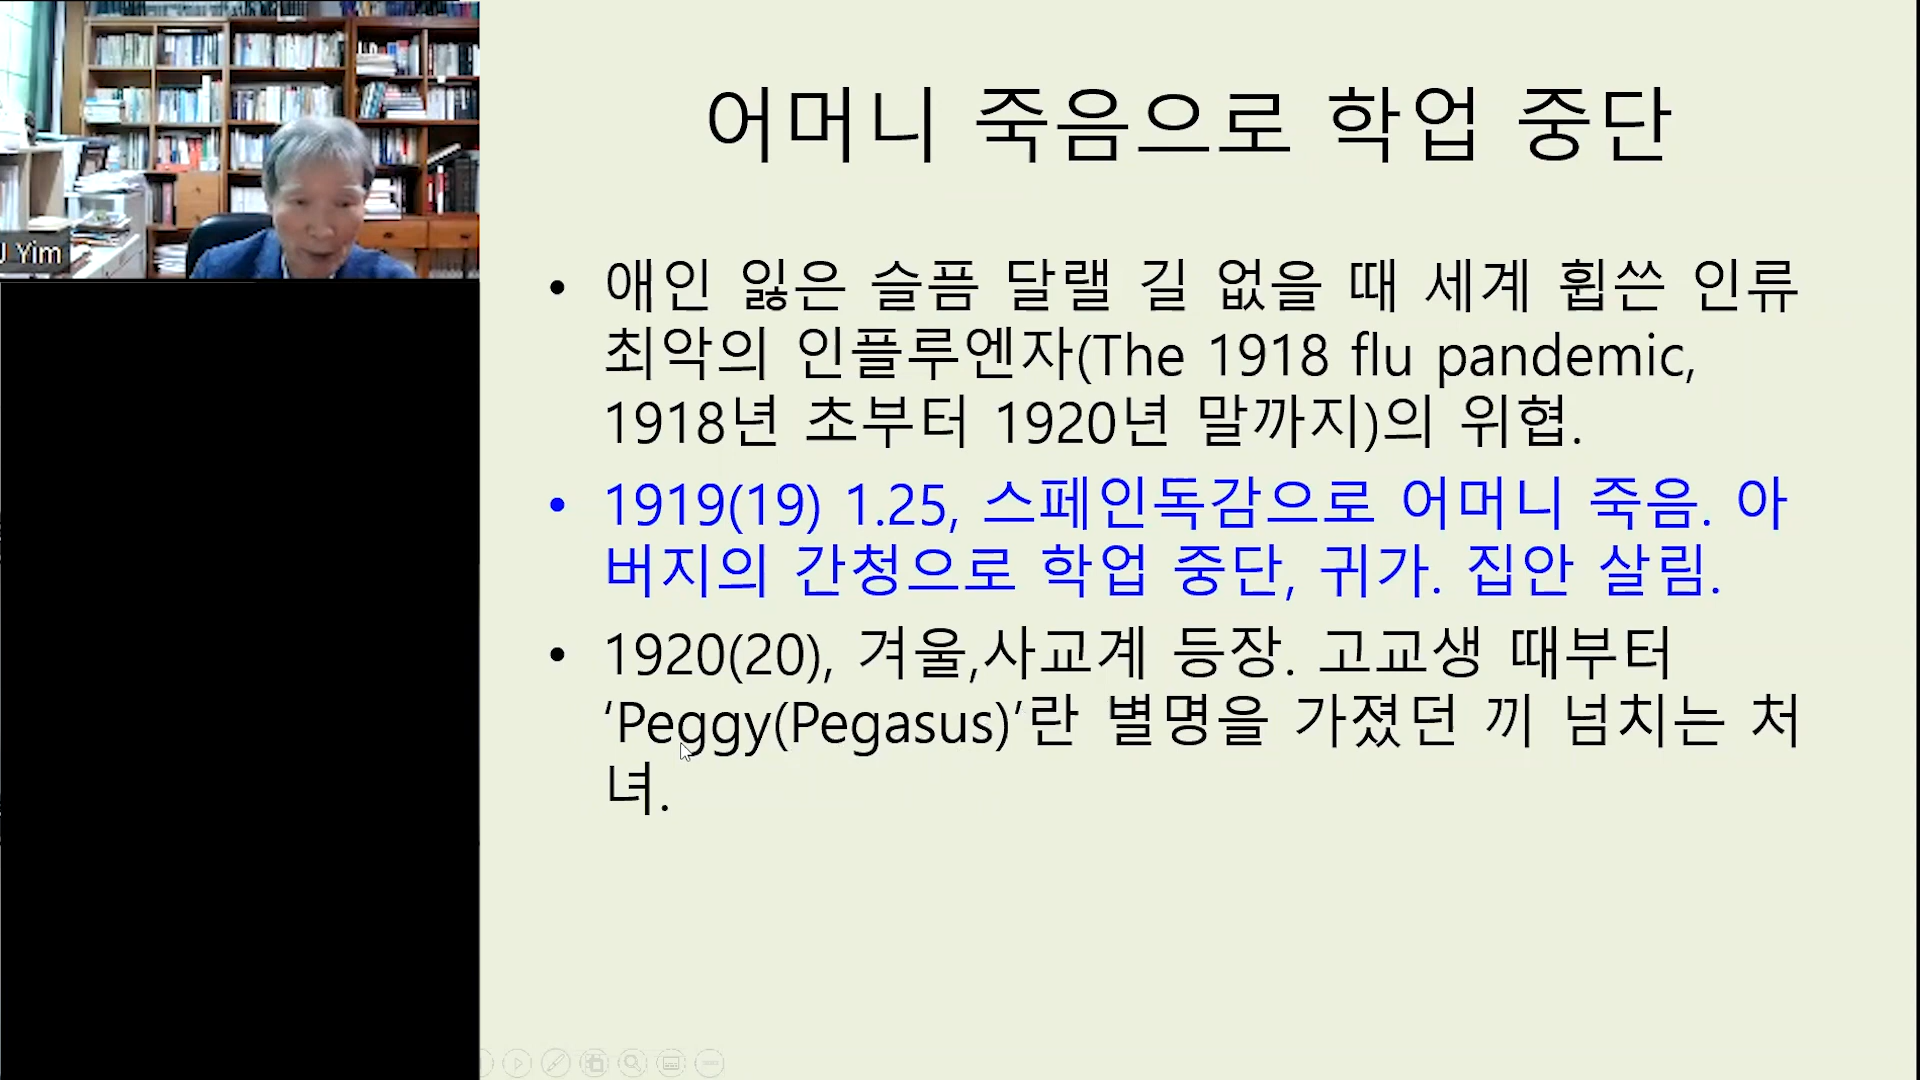 어머니 죽음으로 학업 중단
J Yim
• 애인 잃은 슬픔 달랠 길 없을 때 세계 휩쓴 인류
최악의 인플루엔자(The 1918 flu pandemic,
1918년 초부터 1920년 말까지)의 위협.
• 1919(19) 1.25, 스페인독감으로 어머니 죽음. 아
버지의 간청으로 학업 중단, 귀가. 집안 살림.
• 1920(20), 겨울,사교계 등장. 고교생 때부터
‘Peggy(Pegasus)’란 별명을 가졌던 끼 넘치는 처
녀.